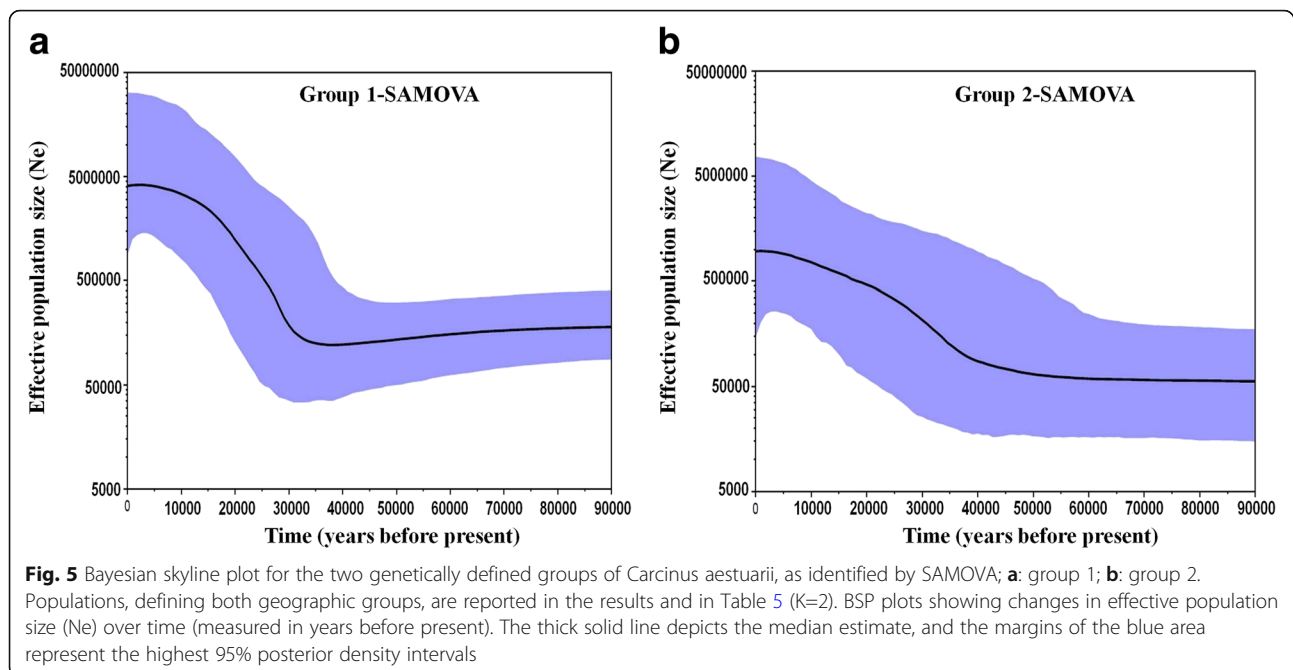 a
50000000
5000000
500000
50000
5000
Effective population size (Ne)
Group 1-SAMOVA
0 10000 20000 30000 40000 50000 60000 70000 80000 90000
Time (years before present)
b
50000000
5000000
500000
50000
5000
Effective population size (Ne)
Group 2-SAMOVA
0 10000 20000 30000 40000 50000 60000 70000 80000 90000
Time (years before present)
Fig. 5 Bayesian skyline plot for the two genetically defined groups of Carcinus aestuarii, as identified by SAMOVA; a: group 1; b: group 2.
Populations, defining both geographic groups, are reported in the results and in Table 5 (K=2). BSP plots showing changes in effective population
size (Ne) over time (measured in years before present). The thick solid line depicts the median estimate, and the margins of the blue area
represent the highest 95% posterior density intervals